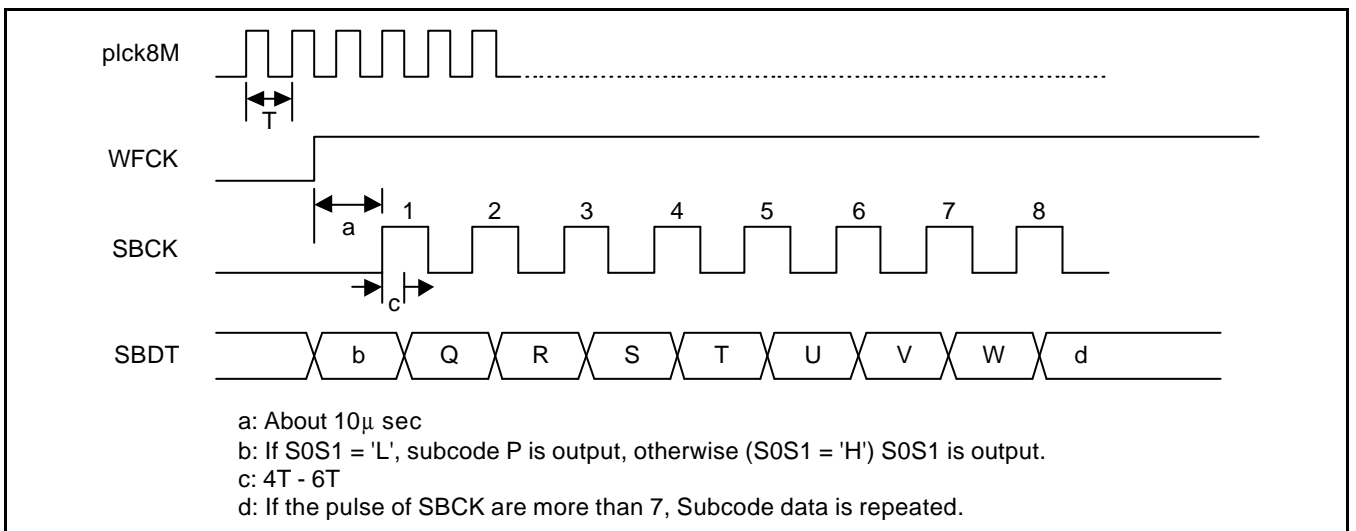 plck8M
T
WFCK
a
1 2 3 4 5 6 7 8
SBCK
c
SBDT
b Q R S T U V W d
a: About 10μ sec
b: If S0S1 = 'L', subcode P is output, otherwise (S0S1 = 'H') S0S1 is output.
c: 4T - 6T
d: If the pulse of SBCK are more than 7, Subcode data is repeated.